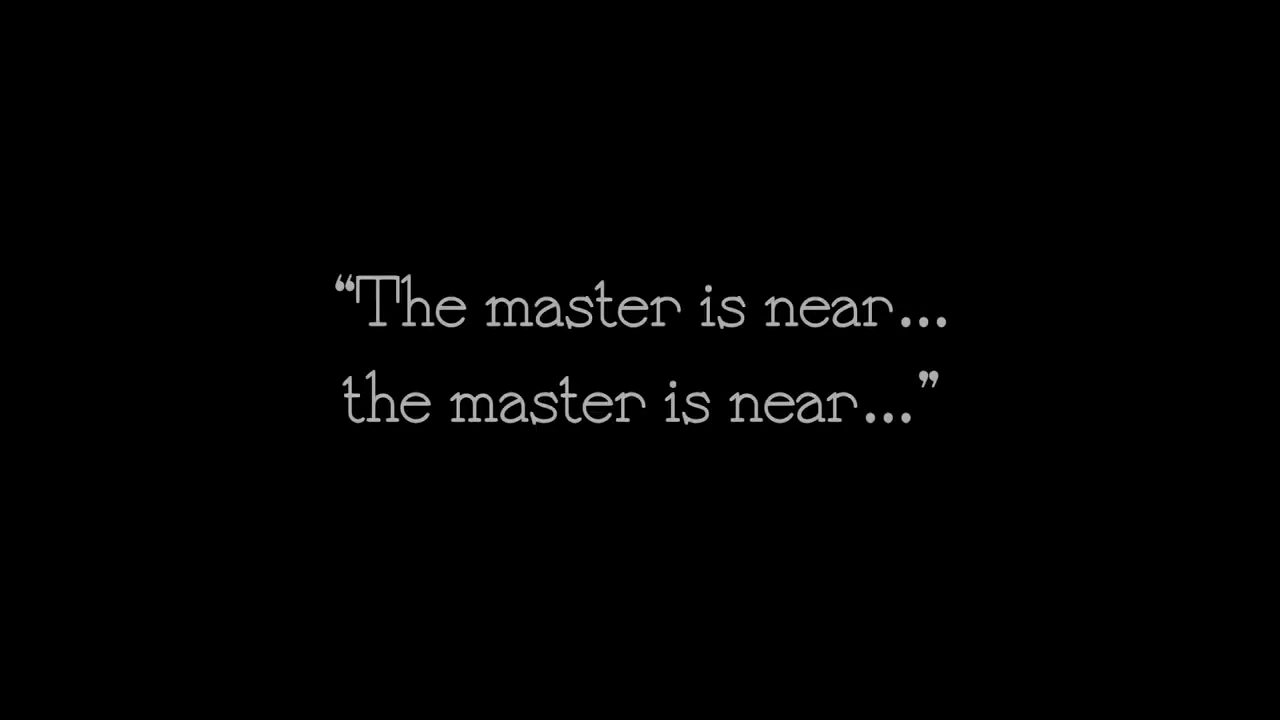 “The master is near...
the master is near...”